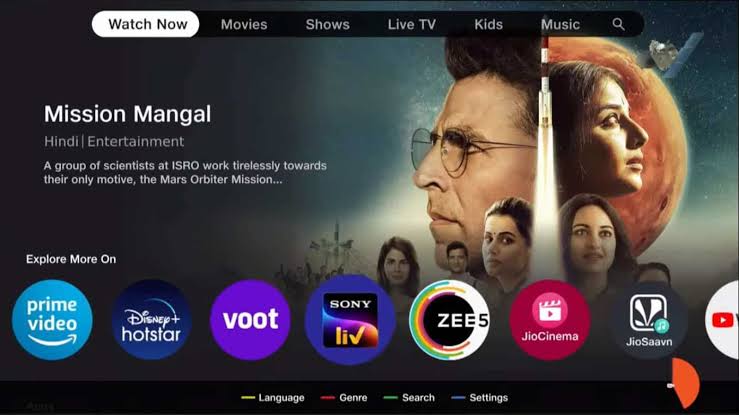 Watch Now Movies Shows Live TV Kids Music
Mission Mangal
Hindi | Entertainment
A group of scientists at ISRO work tirelessly towards
their only motive, the Mars Orbiter Mission...
Explore More On
prime
video
Disney+
hotstar
voot
SONY
liv
ZEE5
JioCinema
JioSaavn
Apps
Language Genre Search Settings